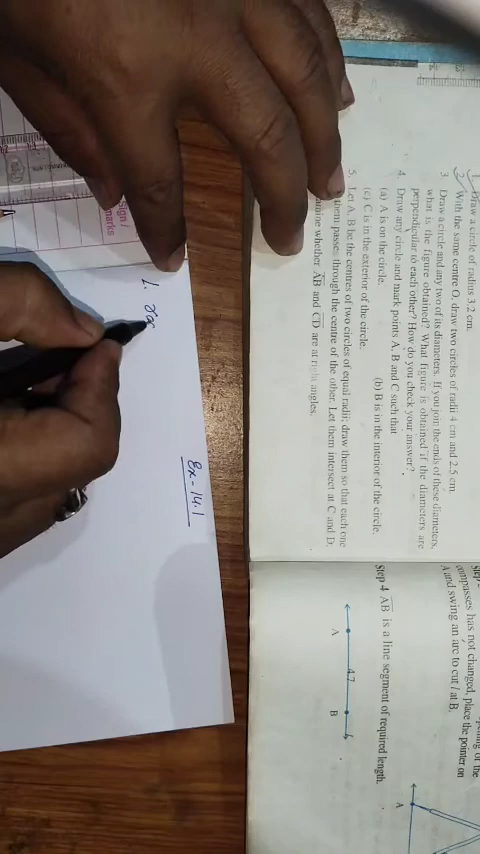 1. Draw a circle of radius 3.2 cm.
2. With the same centre O, draw two circles of radii 4 cm and 2.5 cm.
3. Draw a circle and any two of its diameters. If you join the ends of these diameters,
what is the figure obtained? What figure is obtained if the diameters are
perpendicular to each other? How do you check your answer?
4. Draw any circle and mark points A, B and C such that
(a) A is on the circle. (b) B is in the interior of the circle.
(c) C is in the exterior of the circle.
5. Let A, B be the centres of two circles of equal radii; draw them so that each one
them passes through the centre of the other. Let them intersect at C and D.
whether AB and CD are at right angles.
of the
compasses has not changed, place the pointer on
A and swing an arc to cut l at B.
Step 4 AB is a line segment of required length.
A 4.7 B
A
Ex - 14.1
1.
sign /
marks